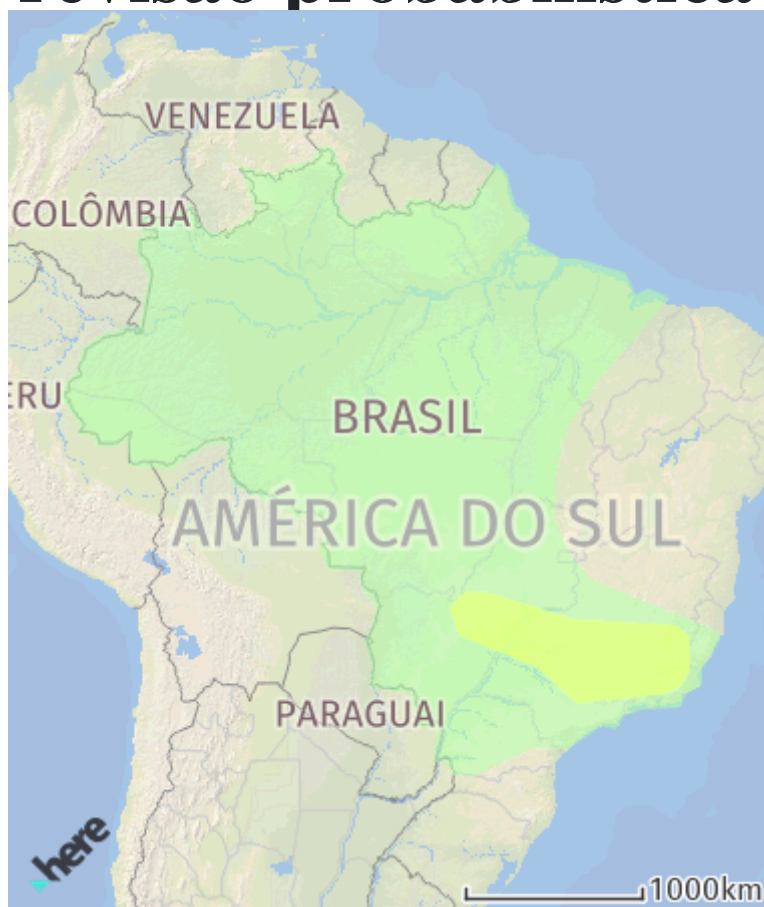 VENEZUELA
COLÔMBIA
ERU
BRASIL
AMÉRICA DO SUL
PARAGUAI
here
1000km